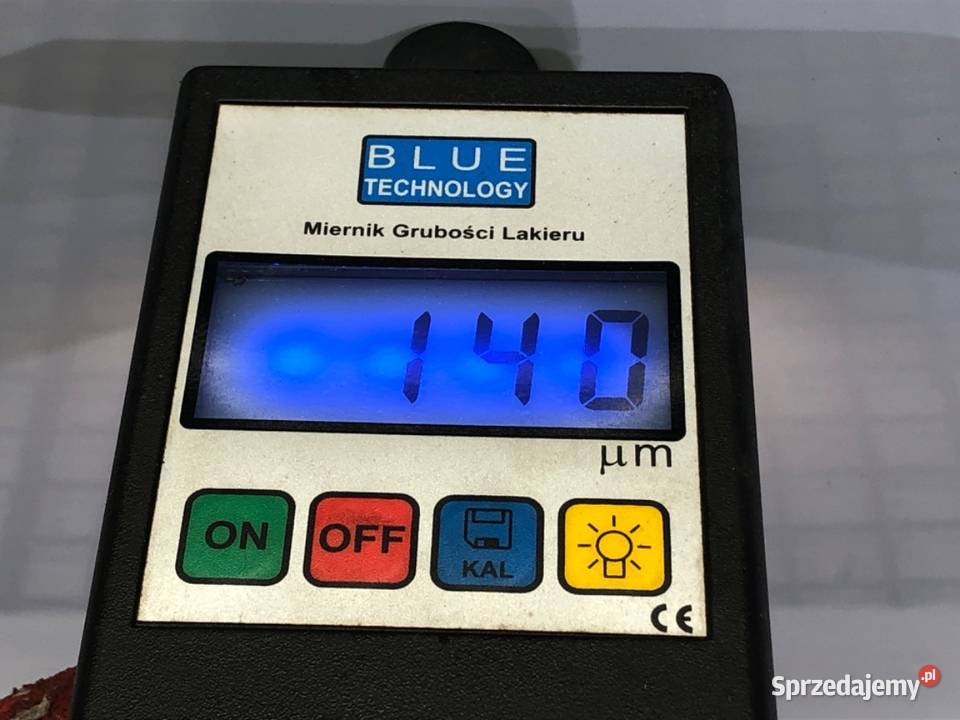 BLUE
TECHNOLOGY
Miernik Grubości Lakieru
140
µm
ON
OFF
KAL
CE
Sprzedajemy.pl